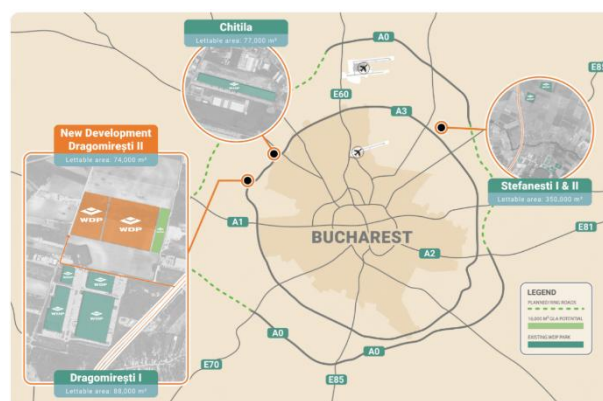 Chitila
Lettable area: 77,000 m²
A0
E81
E60
A3
New Development
Dragomirești II
Lettable area: 74,000 m²
WDP
WDP
Stefanesti I & II
Lettable area: 350,000 m²
A1
BUCHAREST
A2
E81
WDP
LEGEND
PLANNED RING ROADS
EXISTING WDP PARK
A0
A0
Dragomirești I
Lettable area: 88,000 m²
E70
E85